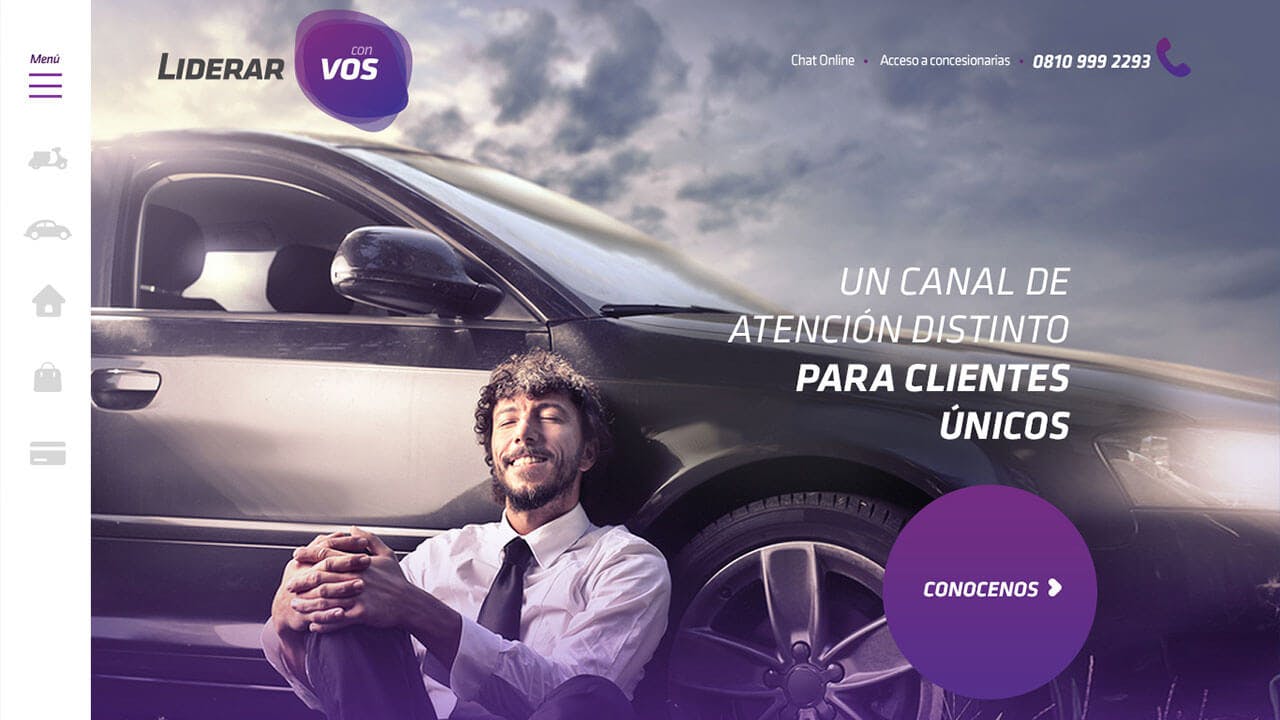 Menú
LIDERAR
con
VOS
Chat Online • Acceso a concesionarias • 0810 999 2293
UN CANAL DE
ATENCIÓN DISTINTO
PARA CLIENTES
ÚNICOS
CONOCENOS